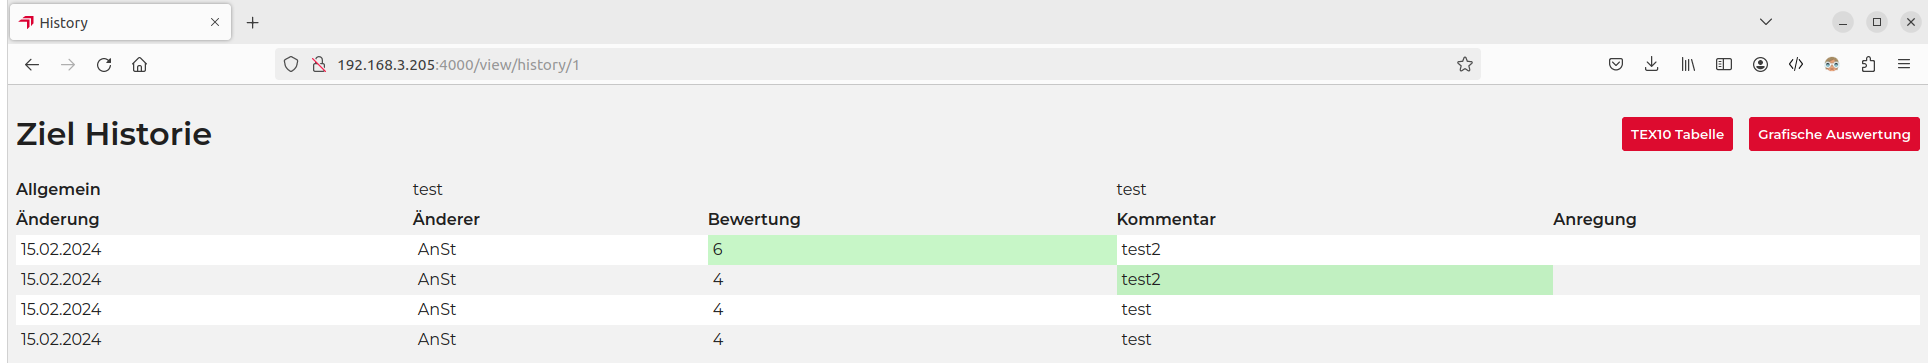 History
192.168.3.205:4000/view/history/1
Ziel Historie
TEX10 Tabelle Grafische Auswertung
Allgemein test test
Änderung Änderer Bewertung Kommentar Anregung
15.02.2024 AnSt 6 test2
15.02.2024 AnSt 4 test2
15.02.2024 AnSt 4 test
15.02.2024 AnSt 4 test